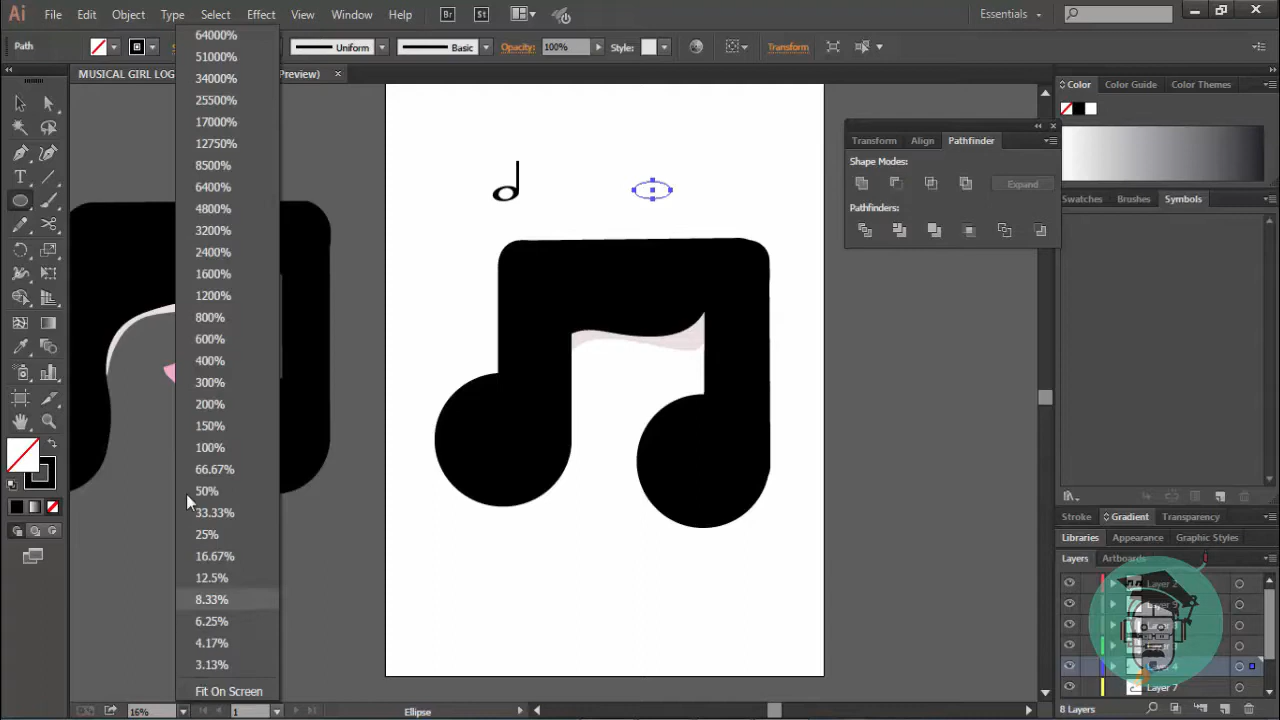 Ai File Edit Object Type Select Effect View Window Help Br St Essentials
Path Uniform Basic Opacity: 100% Style: Transform
MUSICAL GIRL LOG Preview)
64000%
51000%
34000%
25500%
17000%
12750%
8500%
6400%
4800%
3200%
2400%
1600%
1200%
800%
600%
400%
300%
200%
150%
100%
66.67%
50%
33.33%
25%
16.67%
12.5%
8.33%
6.25%
4.17%
3.13%
Fit On Screen
16% 1 Ellipse
Transform Align Pathfinder
Shape Modes:
Expand
Pathfinders:
Color Color Guide Color Themes
Swatches Brushes Symbols
Stroke Gradient Transparency
Libraries Appearance Graphic Styles
Layers Artboards
Layer 4
Layer 7
8 Layers